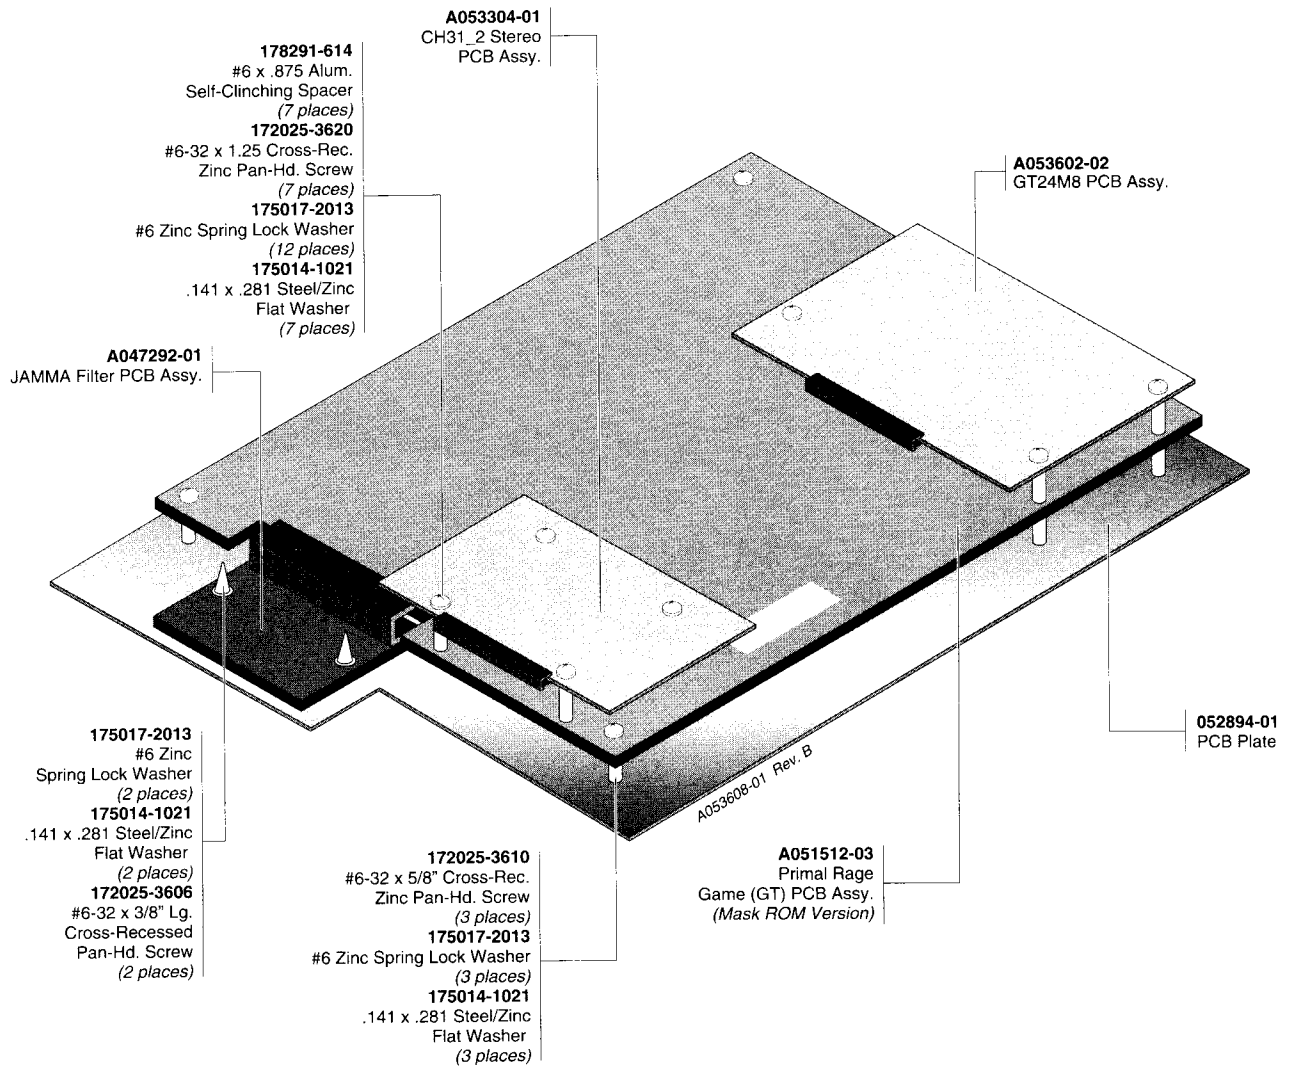 A053304-01
CH31_2 Stereo
PCB Assy.
178291-614
#6 x .875 Alum.
Self-Clinching Spacer
(7 places)
172025-3620
#6-32 x 1.25 Cross-Rec.
Zinc Pan-Hd. Screw
(7 places)
175017-2013
#6 Zinc Spring Lock Washer
(12 places)
175014-1021
.141 x .281 Steel/Zinc
Flat Washer
(7 places)
A053602-02
GT24M8 PCB Assy.
A047292-01
JAMMA Filter PCB Assy.
052894-01
PCB Plate
A053608-01 Rev. B
175017-2013
#6 Zinc
Spring Lock Washer
(2 places)
175014-1021
.141 x .281 Steel/Zinc
Flat Washer
(2 places)
172025-3606
#6-32 x 3/8" Lg.
Cross-Recessed
Pan-Hd. Screw
(2 places)
172025-3610
#6-32 x 5/8" Cross-Rec.
Zinc Pan-Hd. Screw
(3 places)
175017-2013
#6 Zinc Spring Lock Washer
(3 places)
175014-1021
.141 x .281 Steel/Zinc
Flat Washer
(3 places)
A051512-03
Primal Rage
Game (GT) PCB Assy.
(Mask ROM Version)